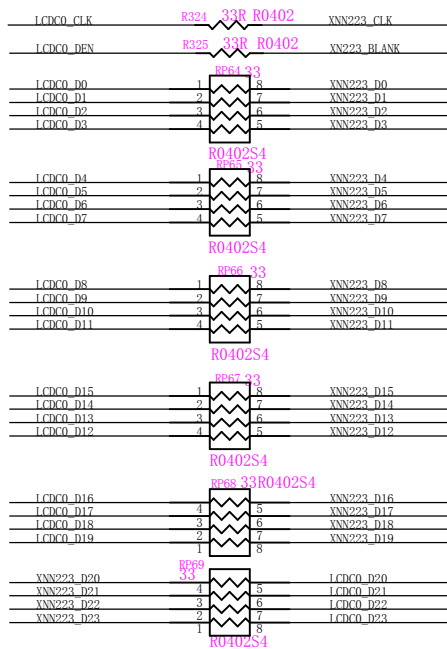 LCDC0_CLK R324 33R R0402 XNN223_CLK
LCDC0_DEN R325 33R R0402 XN223_BLANK
RP64 33
LCDC0_D0 1 8 XNN223_D0
LCDC0_D1 2 7 XNN223_D1
LCDC0_D2 3 6 XNN223_D2
LCDC0_D3 4 5 XNN223_D3
R0402S4
RP65 33
LCDC0_D4 1 8 XNN223_D4
LCDC0_D5 2 7 XNN223_D5
LCDC0_D6 3 6 XNN223_D6
LCDC0_D7 4 5 XNN223_D7
R0402S4
RP66 33
LCDC0_D8 1 8 XNN223_D8
LCDC0_D9 2 7 XNN223_D9
LCDC0_D10 3 6 XNN223_D10
LCDC0_D11 4 5 XNN223_D11
R0402S4
RP67 33
LCDC0_D15 1 8 XNN223_D15
LCDC0_D14 2 7 XNN223_D14
LCDC0_D13 3 6 XNN223_D13
LCDC0_D12 4 5 XNN223_D12
R0402S4
RP68 33R0402S4
LCDC0_D16 XNN223_D16
LCDC0_D17 4 5 XNN223_D17
LCDC0_D18 3 6 XNN223_D18
LCDC0_D19 2 7 XNN223_D19
1 8
RP69
33
XNN223_D20 LCDC0_D20
XNN223_D21 4 5 LCDC0_D21
XNN223_D22 3 6 LCDC0_D22
XNN223_D23 2 7 LCDC0_D23
1 8
R0402S4